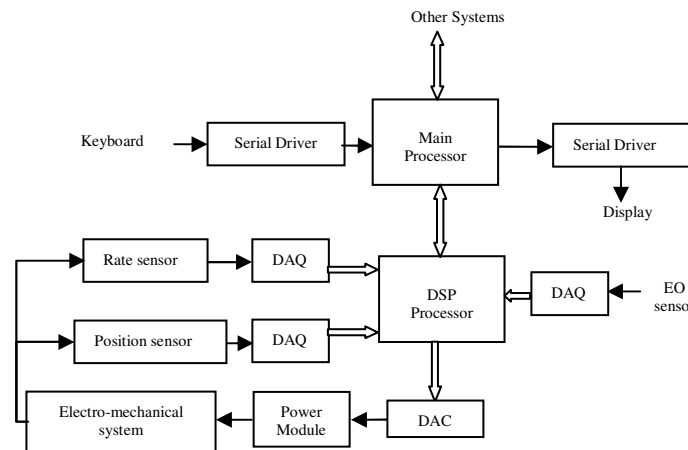 Other Systems
Keyboard
Serial Driver
Main
Processor
Serial Driver
Display
Rate sensor
DAQ
DSP
Processor
DAQ
EO
sensor
Position sensor
DAQ
Electro-mechanical
system
Power
Module
DAC